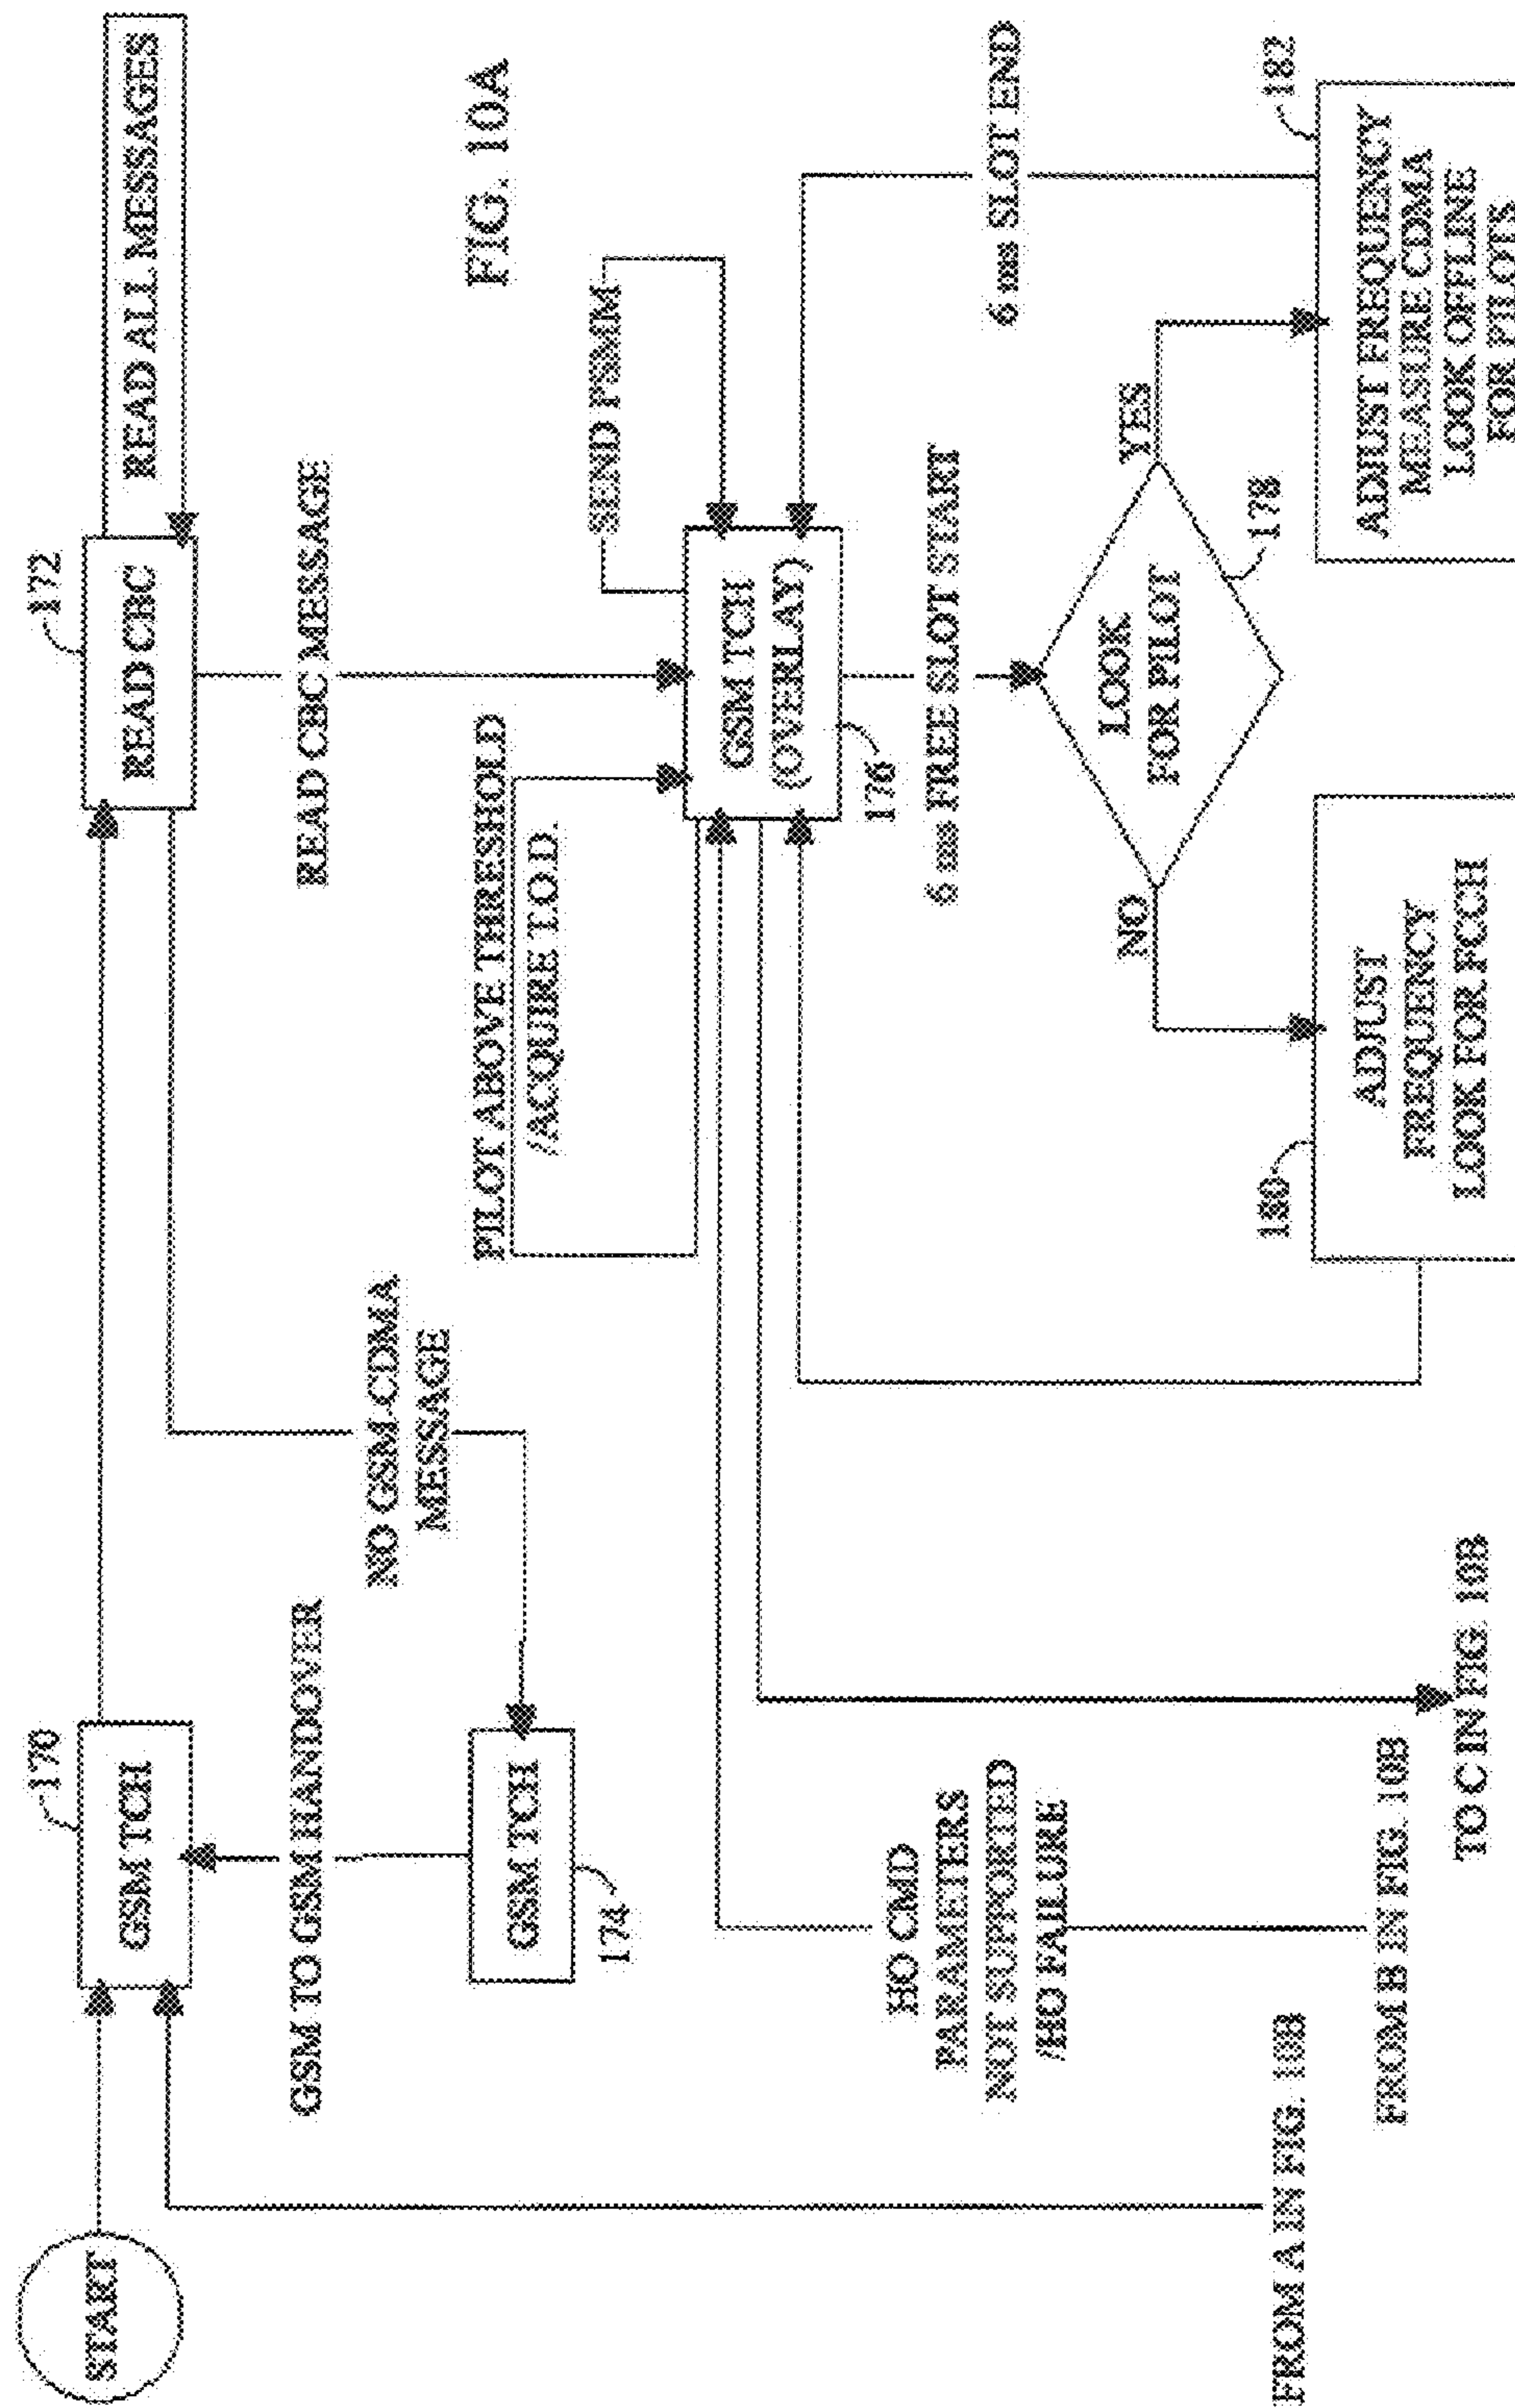 START
170
GSM TCH
172
READ CBC
READ ALL MESSAGES
GSM TO GSM HANDOVER
NO GSM-CDMA
MESSAGE
READ CBC MESSAGE
GSM TCH
174
PILOT ABOVE THRESHOLD
/ACQUIRE T.O.D.
SEND PSMM
FIG. 10A
GSM TCH
(OVERLAY)
176
HO CMD
PARAMETERS
NOT SUPPORTED
/HO FAILURE
6 ms FREE SLOT START
6 ms SLOT END
LOOK
FOR PILOT
178
NO
YES
180
ADJUST
FREQUENCY
LOOK FOR FCCH
182
ADJUST FREQUENCY
MEASURE CDMA
LOOK OFFLINE
FOR PILOTS
FROM A IN FIG. 10B
FROM B IN FIG. 10B
TO C IN FIG. 10B